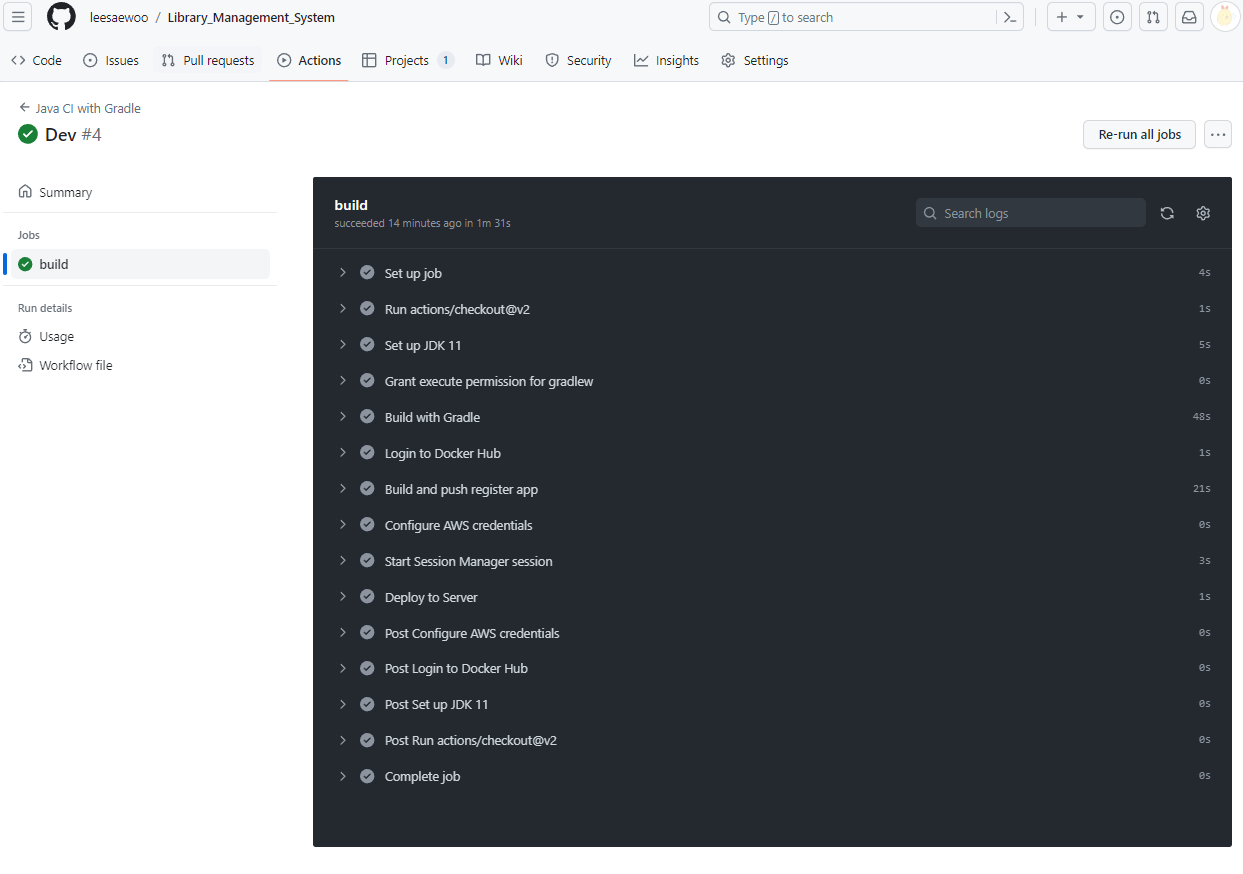 leesaewoo / Library_Management_System
Type / to search
Code
Issues
Pull requests
Actions
Projects 1
Wiki
Security
Insights
Settings
Java CI with Gradle
Dev #4
Re-run all jobs
Summary
Jobs
build
Run details
Usage
Workflow file
build
succeeded 14 minutes ago in 1m 31s
Search logs
Set up job 4s
Run actions/checkout@v2 1s
Set up JDK 11 5s
Grant execute permission for gradlew 0s
Build with Gradle 48s
Login to Docker Hub 1s
Build and push register app 21s
Configure AWS credentials 0s
Start Session Manager session 3s
Deploy to Server 1s
Post Configure AWS credentials 0s
Post Login to Docker Hub 0s
Post Set up JDK 11 0s
Post Run actions/checkout@v2 0s
Complete job 0s